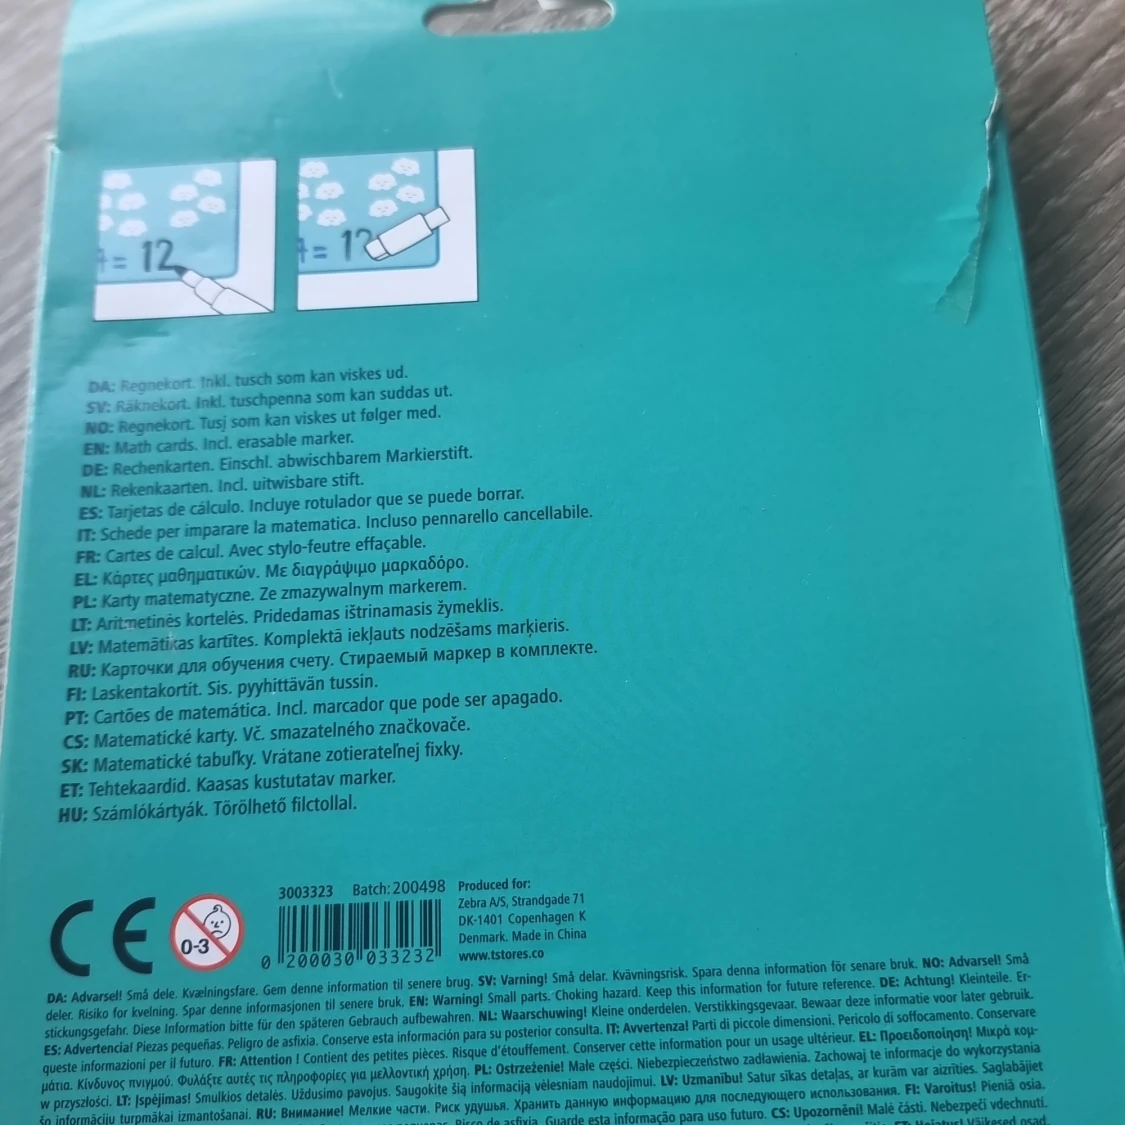 = 12
= 12
DA: Regnekort. Inkl. tusch som kan viskes ud.
SV: Räknekort. Inkl. tuschpenna som kan suddas ut.
NO: Regnekort. Tusj som kan viskes ut følger med.
EN: Math cards. Incl. erasable marker.
DE: Rechenkarten. Einschl. abwischbarem Markierstift.
NL: Rekenkaarten. Incl. uitwisbare stift.
ES: Tarjetas de cálculo. Incluye rotulador que se puede borrar.
IT: Schede per imparare la matematica. Incluso pennarello cancellabile.
FR: Cartes de calcul. Avec stylo-feutre effaçable.
EL: Κάρτες μαθηματικών. Με διαγράψιμο μαρκαδόρο.
PL: Karty matematyczne. Ze zmazywalnym markerem.
LT: Aritmetinės kortelės. Pridedamas ištrinamasis žymeklis.
LV: Matemātikas kartītes. Komplektā iekļauts nodzēšams marķieris.
RU: Карточки для обучения счету. Стираемый маркер в комплекте.
FI: Laskentakortit. Sis. pyyhittävän tussin.
PT: Cartões de matemática. Incl. marcador que pode ser apagado.
CS: Matematické karty. Vč. smazatelného značkovače.
SK: Matematické tabuľky. Vrátane zotierateľnej fixky.
ET: Tehtekaardid. Kaasas kustutatav marker.
HU: Számlókártyák. Törölhető filctollal.
CE
0-3
3003323 Batch: 200498
0 200030 033232
Produced for:
Zebra A/S, Strandgade 71
DK-1401 Copenhagen K
Denmark. Made in China
www.tstores.co
DA: Advarsel! Små dele. Kvælningsfare. Gem denne information til senere brug. SV: Varning! Små delar. Kvävningsrisk. Spara denna information för senare bruk. NO: Advarsel! Små
deler. Risiko for kvelning. Spar denne informasjonen til senere bruk. EN: Warning! Small parts. Choking hazard. Keep this information for future reference. DE: Achtung! Kleinteile. Er-
stickungsgefahr. Diese Information bitte für den späteren Gebrauch aufbewahren. NL: Waarschuwing! Kleine onderdelen. Verstikkingsgevaar. Bewaar deze informatie voor later gebruik.
ES: Advertencia! Piezas pequeñas. Peligro de asfixia. Conserve esta información para su posterior consulta. IT: Avvertenza! Parti di piccole dimensioni. Pericolo di soffocamento. Conservare
queste informazioni per il futuro. FR: Attention ! Contient des petites pièces. Risque d'étouffement. Conserver cette information pour un usage ultérieur. EL: Προειδοποίηση! Μικρά κομ-
μάτια. Κίνδυνος πνιγμού. Φυλάξτε αυτές τις πληροφορίες για μελλοντική χρήση. PL: Ostrzeżenie! Małe części. Niebezpieczeństwo zadławienia. Zachowaj te informacje do wykorzystania
w przyszłości. LT: Įspėjimas! Smulkios detalės. Uždusimo pavojus. Saugokite šią informaciją vėlesniam naudojimui. LV: Uzmanību! Satur sīkas detaļas, ar kurām var aizrīties. Saglabājiet
šo informāciju turpmākai izmantošanai. RU: Внимание! Мелкие части. Риск удушья. Хранить данную информацию для последующего использования. FI: Varoitus! Pieniä osia.
Risco de asfixia. Guarde esta informação para uso futuro. CS: Upozornění! Malé části. Nebezpečí vdechnutí.
Väikesed osad